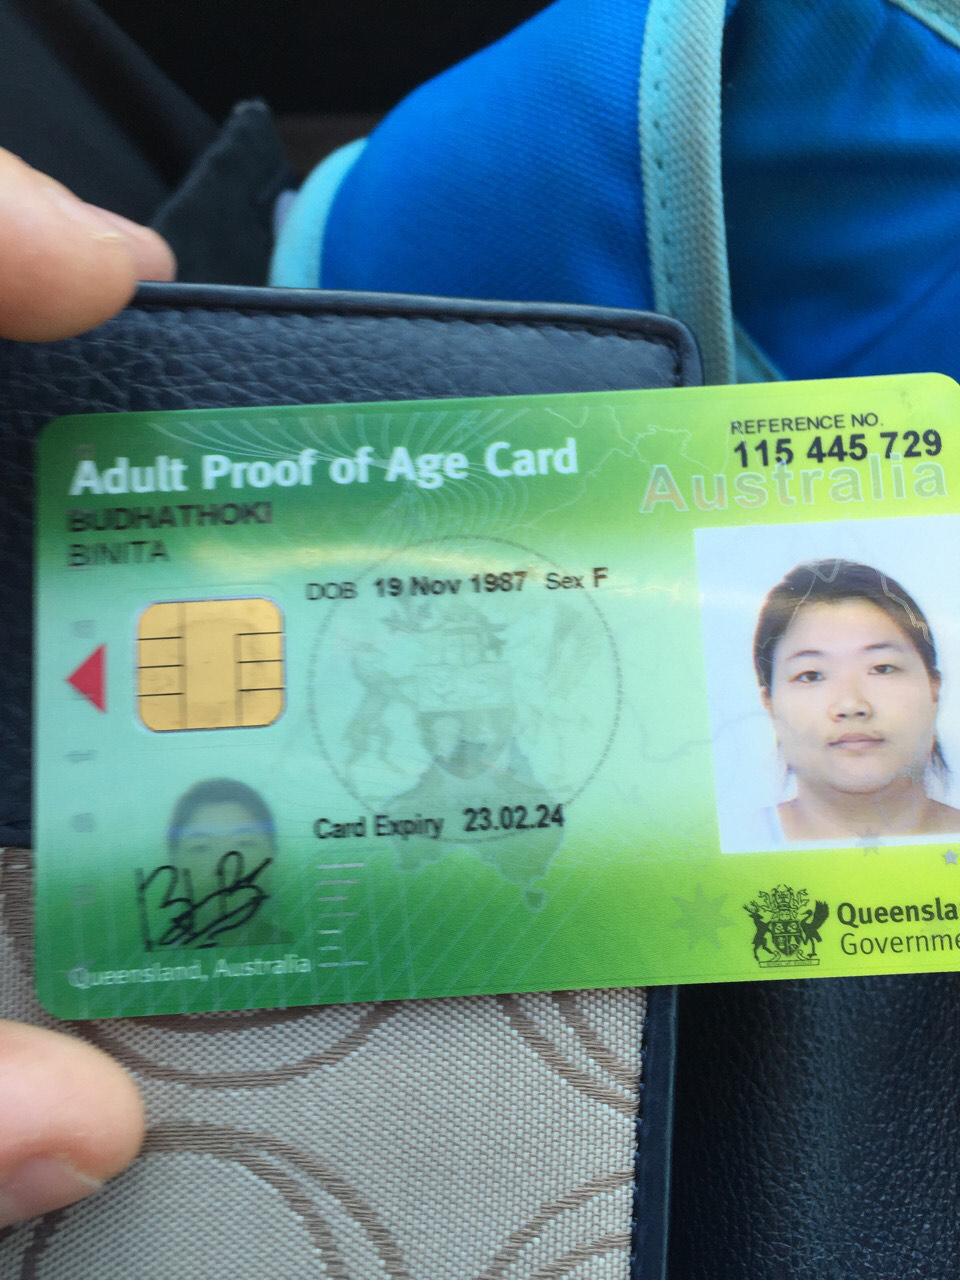 Adult Proof of Age Card
REFERENCE NO.
115 445 729
Australia
BUDHATHOKI
BINITA
DOB 19 Nov 1987 Sex F
Card Expiry 23.02.24
Queensland, Australia
Queensla
Governme